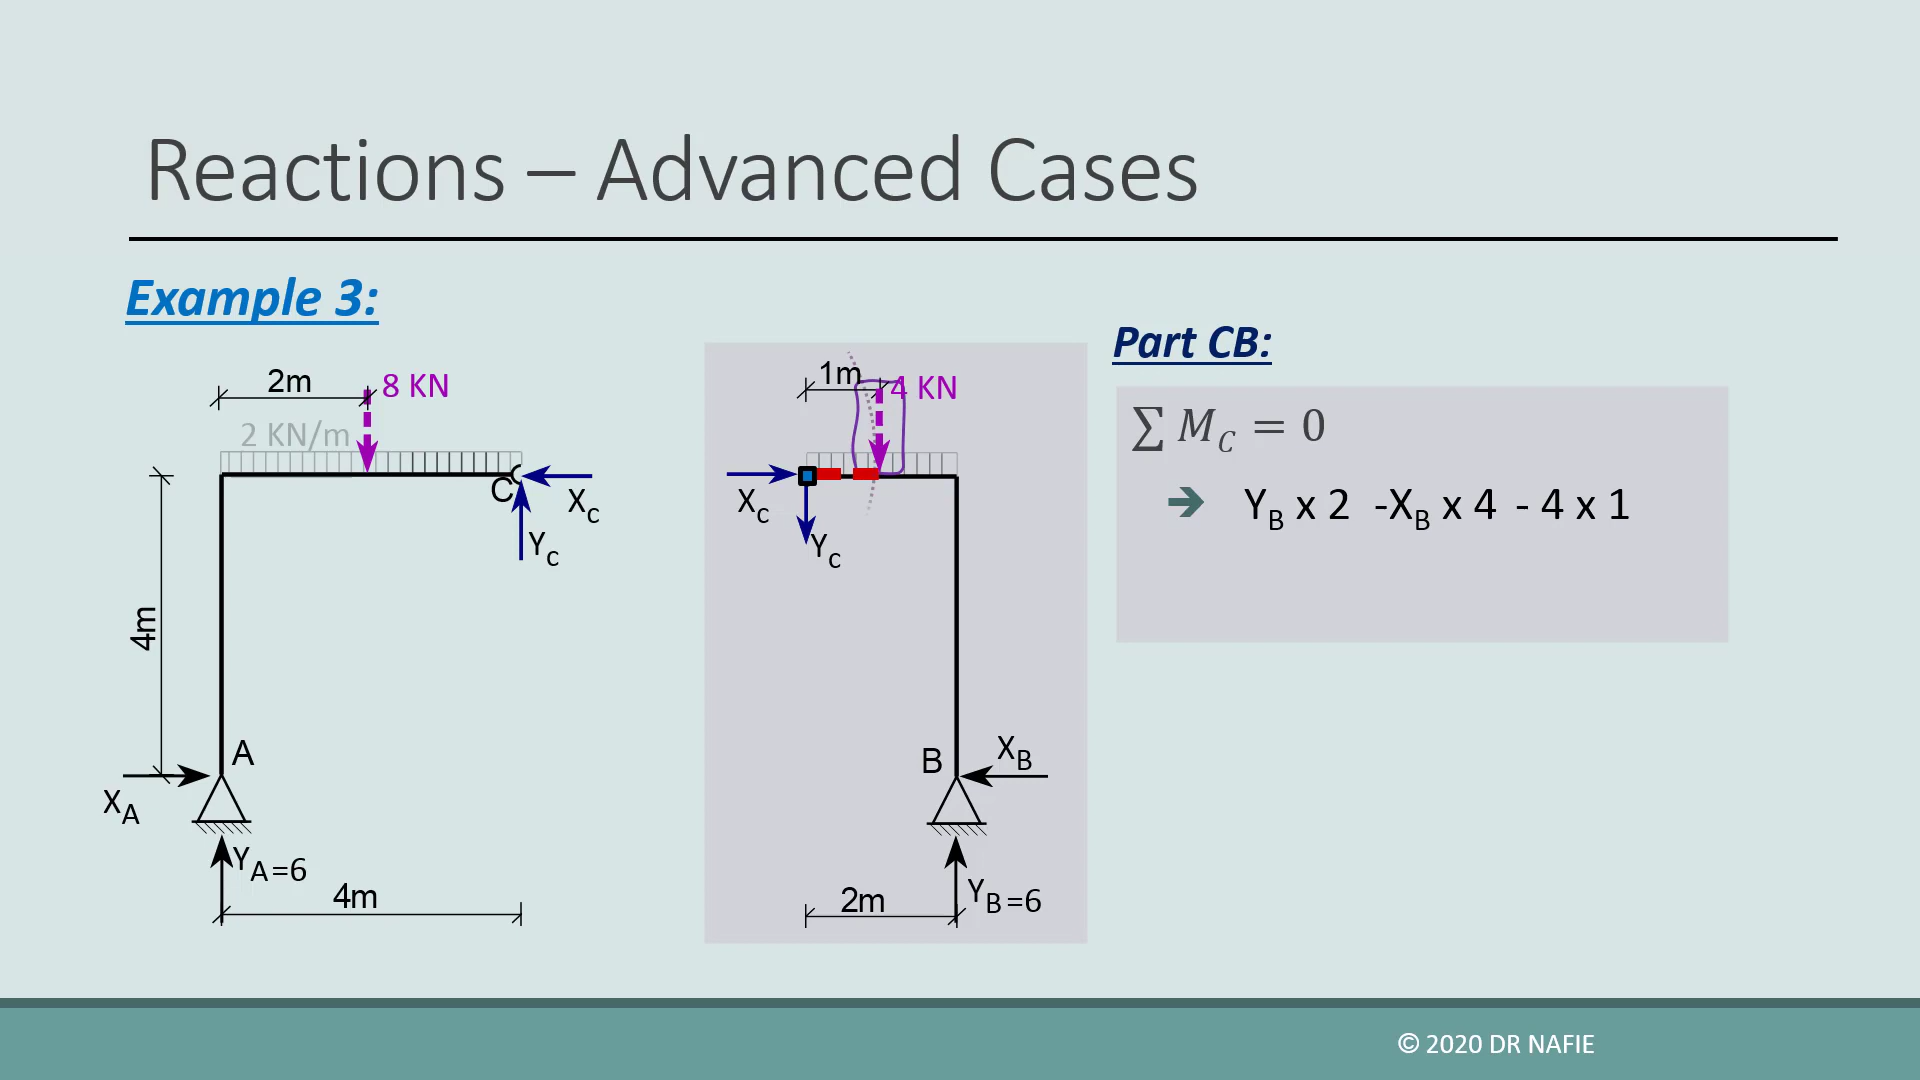 Reactions – Advanced Cases
Example 3:
2m
8 KN
2 KN/m
C
Xc
Yc
4m
A
XA
YA=6
4m
1m
4 KN
Xc
Yc
B
XB
YB=6
2m
Part CB:
∑ MC = 0
➔ YB x 2 -XB x 4 - 4 x 1
© 2020 DR NAFIE